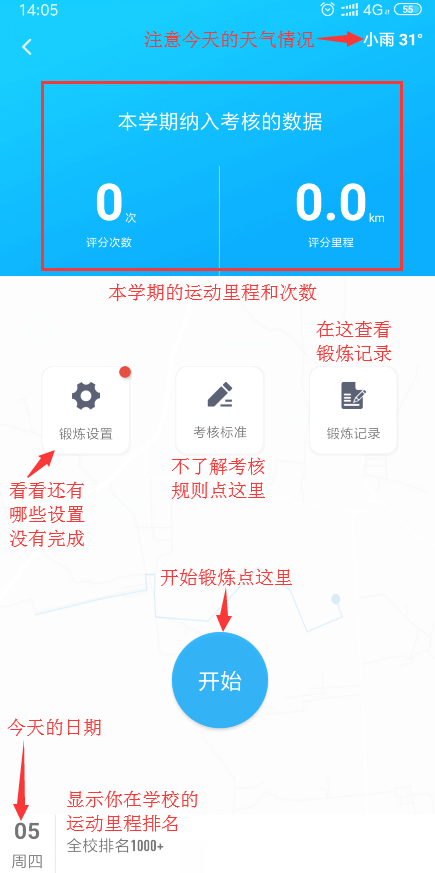 14:05
4G 55
注意今天的天气情况
小雨 31°
本学期纳入考核的数据
0次
0.0km
评分次数
评分里程
本学期的运动里程和次数
在这查看
锻炼记录
锻炼设置
考核标准
锻炼记录
看看还有
哪些设置
没有完成
不了解考核
规则点这里
开始锻炼点这里
开始
今天的日期
显示你在学校的
运动里程排名
05
周四
全校排名1000+